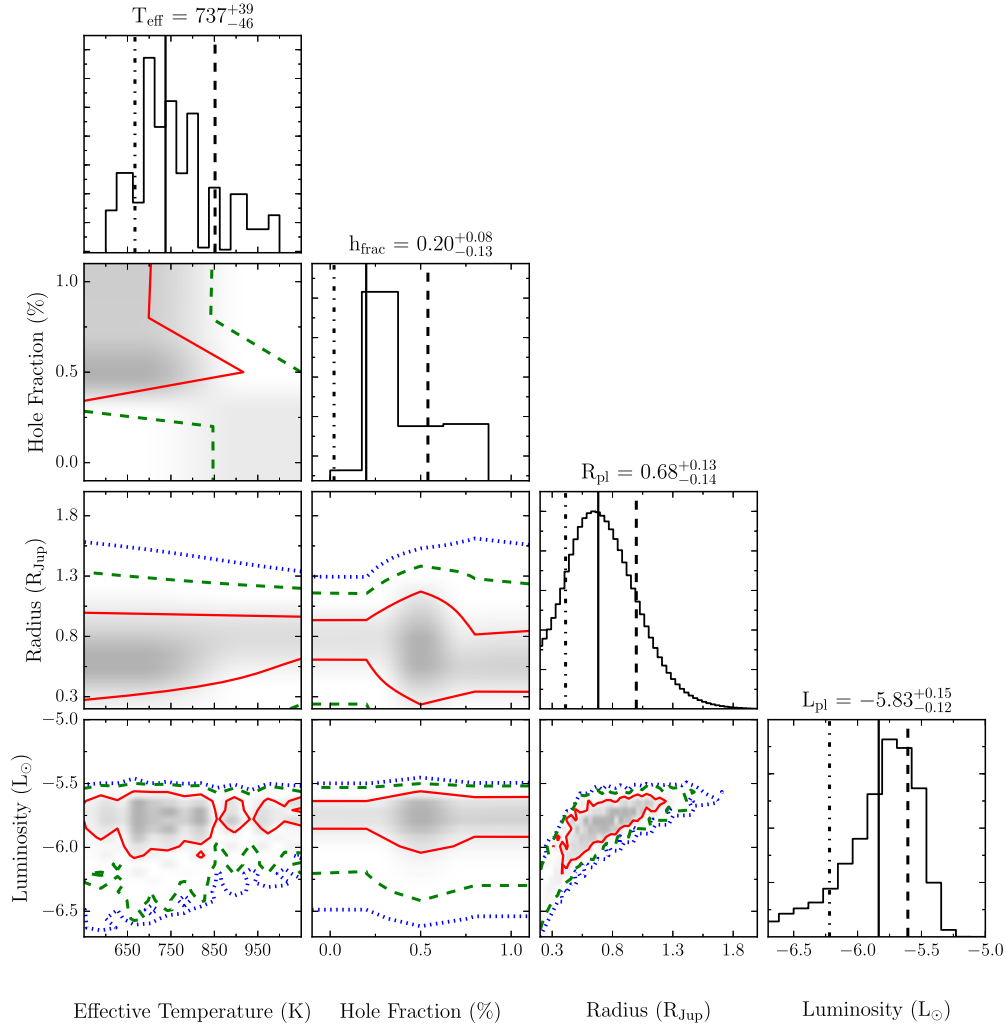 T_eff = 737^{+39}_{-46}
h_frac = 0.20^{+0.08}_{-0.13}
1.0
0.5
0.0
Hole Fraction (%)
R_pl = 0.68^{+0.13}_{-0.14}
1.8
1.3
0.8
0.3
Radius (R_Jup)
L_pl = −5.83^{+0.15}_{-0.12}
−5.0
−5.5
−6.0
−6.5
Luminosity (L_⊙)
650 750 850 950
0.0 0.5 1.0
0.3 0.8 1.3 1.8
−6.5 −6.0 −5.5 −5.0
Effective Temperature (K) Hole Fraction (%) Radius (R_Jup) Luminosity (L_⊙)